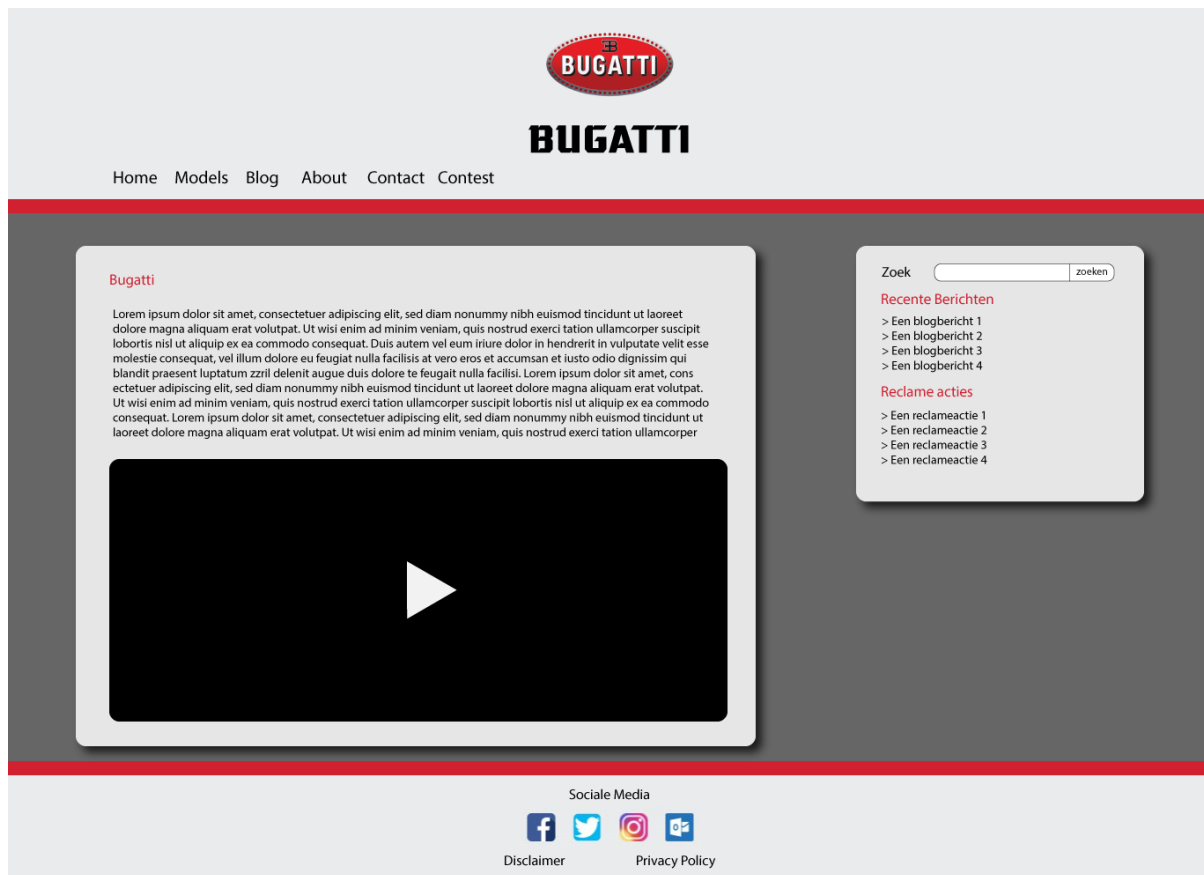 BUGATTI
BUGATTI
Home Models Blog About Contact Contest
Bugatti
Lorem ipsum dolor sit amet, consectetuer adipiscing elit, sed diam nonummy nibh euismod tincidunt ut laoreet
dolore magna aliquam erat volutpat. Ut wisi enim ad minim veniam, quis nostrud exerci tation ullamcorper suscipit
lobortis nisl ut aliquip ex ea commodo consequat. Duis autem vel eum iriure dolor in hendrerit in vulputate velit esse
molestie consequat, vel illum dolore eu feugiat nulla facilisis at vero eros et accumsan et iusto odio dignissim qui
blandit praesent luptatum zzril delenit augue duis dolore te feugait nulla facilisi. Lorem ipsum dolor sit amet, cons
ectetuer adipiscing elit, sed diam nonummy nibh euismod tincidunt ut laoreet dolore magna aliquam erat volutpat.
Ut wisi enim ad minim veniam, quis nostrud exerci tation ullamcorper suscipit lobortis nisl ut aliquip ex ea commodo
consequat. Lorem ipsum dolor sit amet, consectetuer adipiscing elit, sed diam nonummy nibh euismod tincidunt ut
laoreet dolore magna aliquam erat volutpat. Ut wisi enim ad minim veniam, quis nostrud exerci tation ullamcorper
Zoek zoeken
Recente Berichten
> Een blogbericht 1
> Een blogbericht 2
> Een blogbericht 3
> Een blogbericht 4
Reclame acties
> Een reclameactie 1
> Een reclameactie 2
> Een reclameactie 3
> Een reclameactie 4
Sociale Media
Disclaimer Privacy Policy